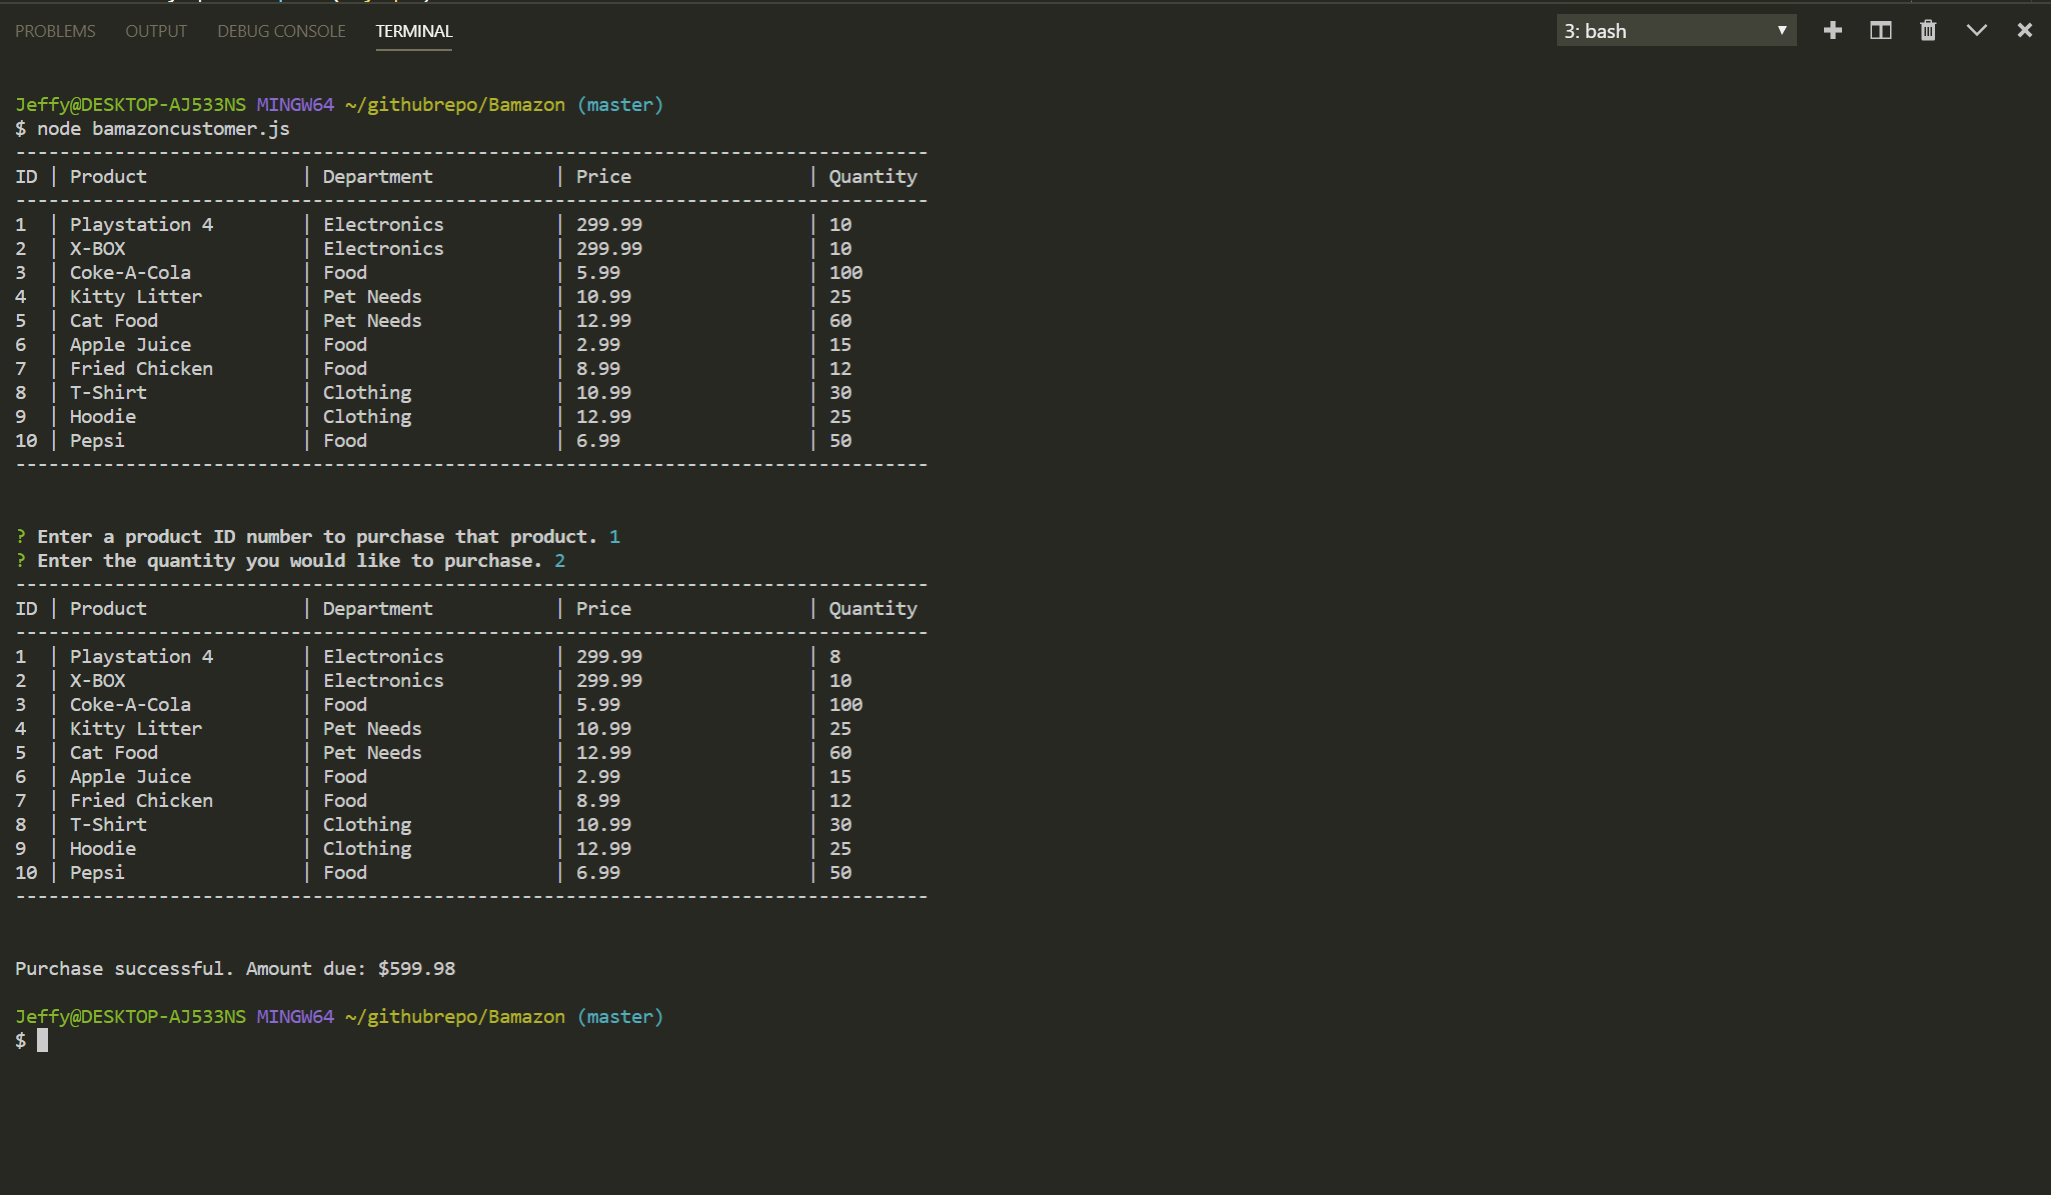 PROBLEMS OUTPUT DEBUG CONSOLE TERMINAL 3: bash
Jeffy@DESKTOP-AJ533NS MINGW64 ~/githubrepo/Bamazon (master)
$ node bamazoncustomer.js
-----------------------------------------------------------------------------------
ID | Product | Department | Price | Quantity
-----------------------------------------------------------------------------------
1 | Playstation 4 | Electronics | 299.99 | 10
2 | X-BOX | Electronics | 299.99 | 10
3 | Coke-A-Cola | Food | 5.99 | 100
4 | Kitty Litter | Pet Needs | 10.99 | 25
5 | Cat Food | Pet Needs | 12.99 | 60
6 | Apple Juice | Food | 2.99 | 15
7 | Fried Chicken | Food | 8.99 | 12
8 | T-Shirt | Clothing | 10.99 | 30
9 | Hoodie | Clothing | 12.99 | 25
10 | Pepsi | Food | 6.99 | 50
-----------------------------------------------------------------------------------
? Enter a product ID number to purchase that product. 1
? Enter the quantity you would like to purchase. 2
-----------------------------------------------------------------------------------
ID | Product | Department | Price | Quantity
-----------------------------------------------------------------------------------
1 | Playstation 4 | Electronics | 299.99 | 8
2 | X-BOX | Electronics | 299.99 | 10
3 | Coke-A-Cola | Food | 5.99 | 100
4 | Kitty Litter | Pet Needs | 10.99 | 25
5 | Cat Food | Pet Needs | 12.99 | 60
6 | Apple Juice | Food | 2.99 | 15
7 | Fried Chicken | Food | 8.99 | 12
8 | T-Shirt | Clothing | 10.99 | 30
9 | Hoodie | Clothing | 12.99 | 25
10 | Pepsi | Food | 6.99 | 50
-----------------------------------------------------------------------------------
Purchase successful. Amount due: $599.98
Jeffy@DESKTOP-AJ533NS MINGW64 ~/githubrepo/Bamazon (master)
$